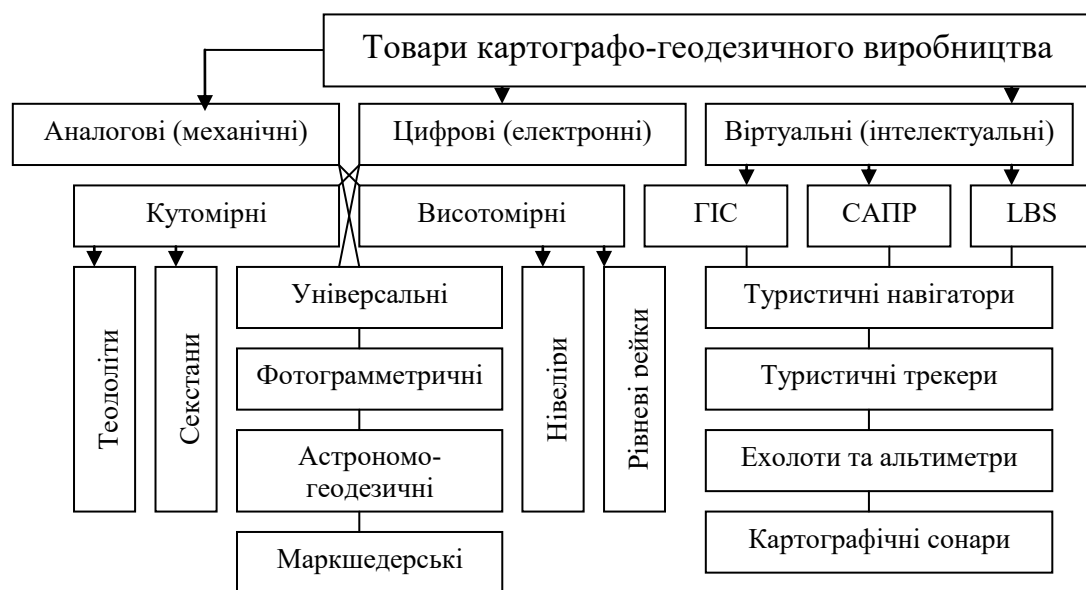 Товари картографо-геодезичного виробництва
Аналогові (механічні)
Цифрові (електронні)
Віртуальні (інтелектуальні)
Кутомірні
Висотомірні
ГІС
САПР
LBS
Теодоліти
Секстани
Універсальні
Нівеліри
Рівневі рейки
Туристичні навігатори
Фотограмметричні
Туристичні трекери
Астрономо-
геодезичні
Ехолоти та альтиметри
Маркшедерські
Картографічні сонари